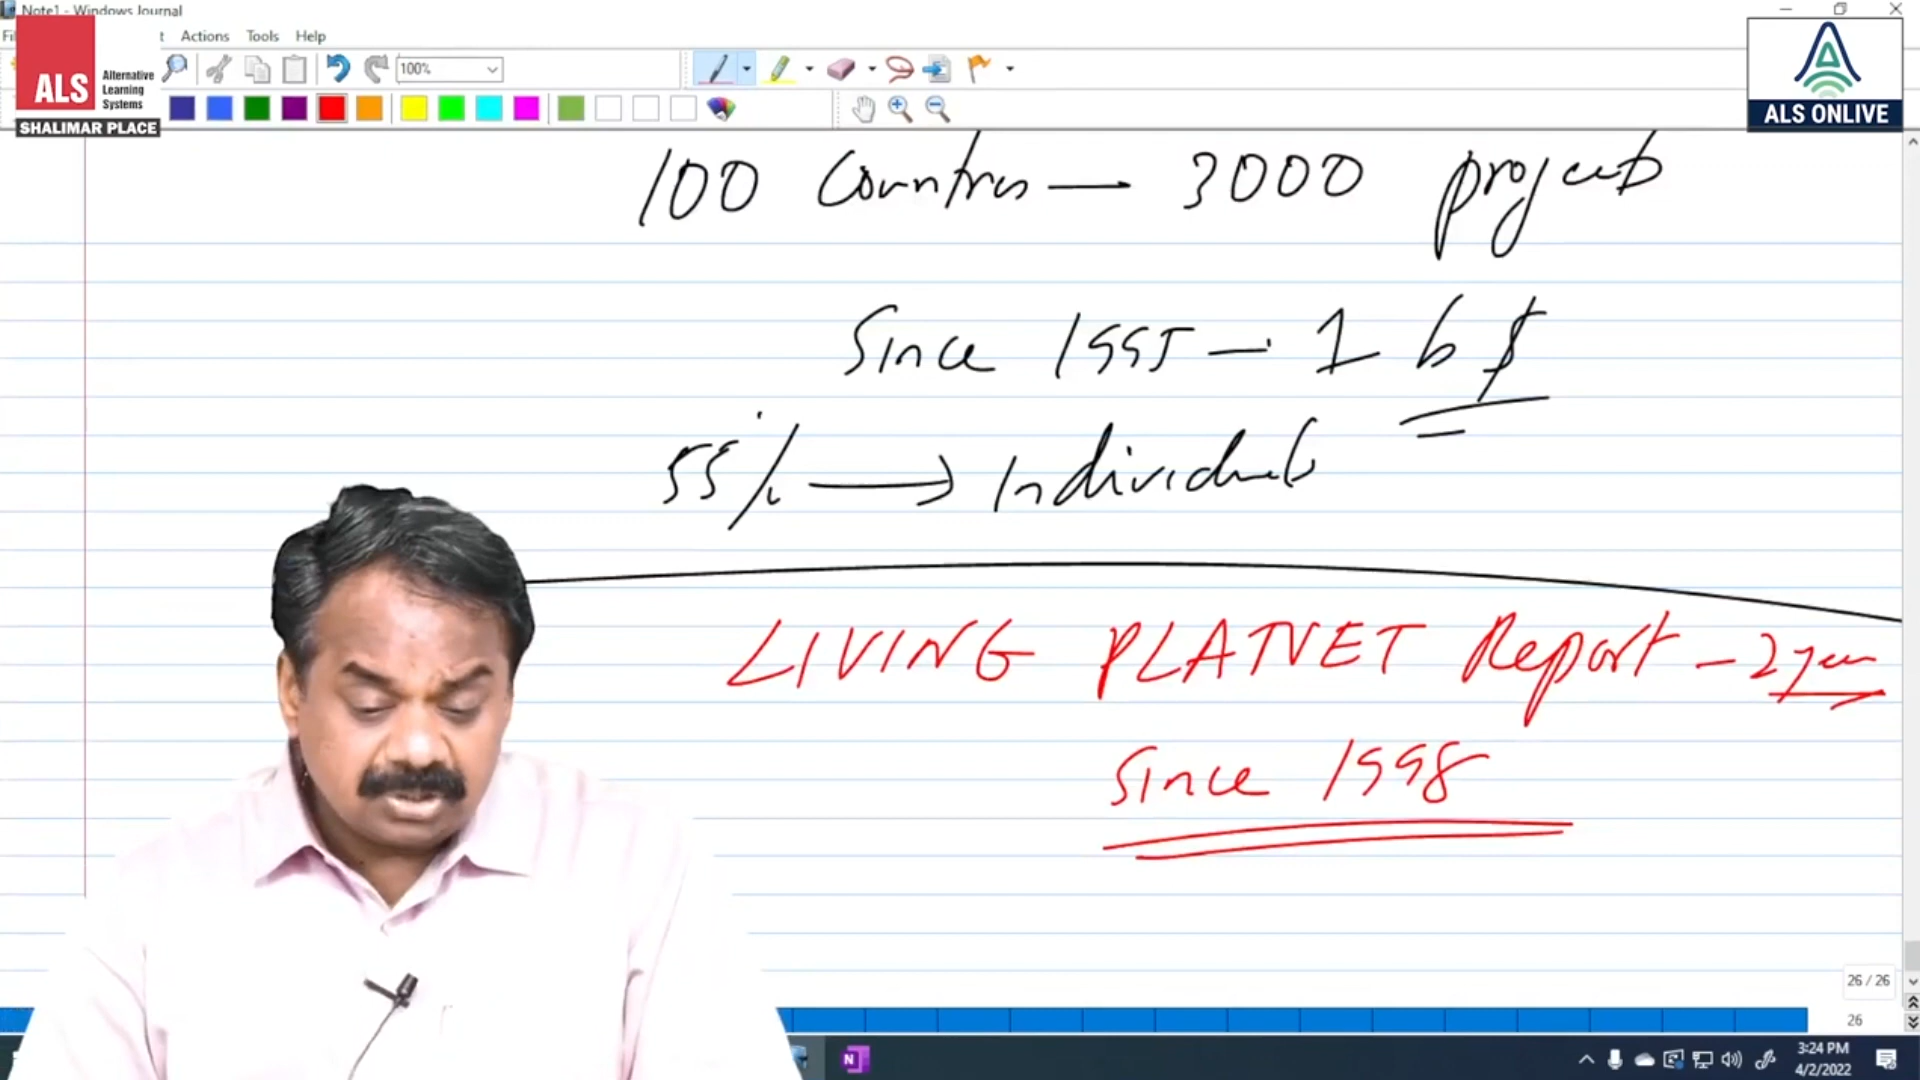 Note1 - Windows Journal
Actions Tools Help
100%
ALS
Alternative
Learning
Systems
SHALIMAR PLACE
ALS ONLIVE
100 Countries — 3000 projects
Since 1995 — 1 b $
55% → Individuals
LIVING PLANET Report – 2 year
Since 1998
26 / 26
26
N
3:24 PM
4/2/2022